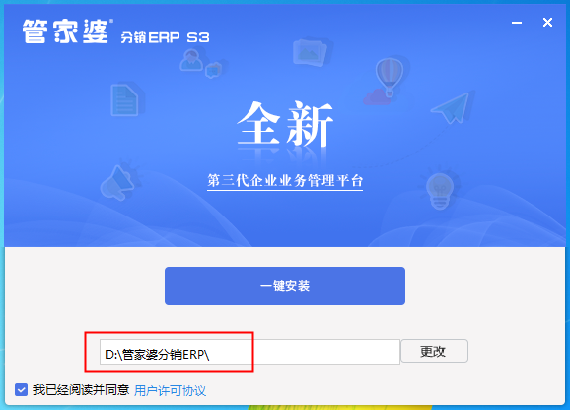 管家婆® 分销ERP S3
全新
第三代企业业务管理平台
一键安装
D:\管家婆分销ERP\ 更改
我已经阅读并同意 用户许可协议